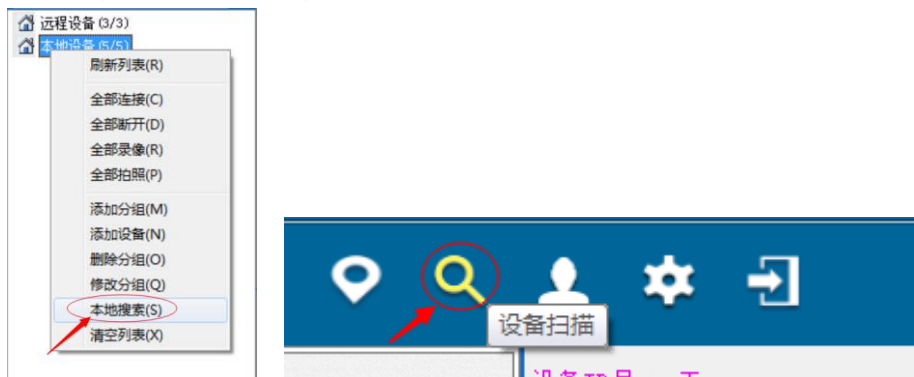 远程设备(3/3)
本地设备(5/5)
刷新列表(R)
全部连接(C)
全部断开(D)
全部录像(R)
全部拍照(P)
添加分组(M)
添加设备(N)
删除分组(O)
修改分组(Q)
本地搜索(S)
清空列表(X)
设备扫描